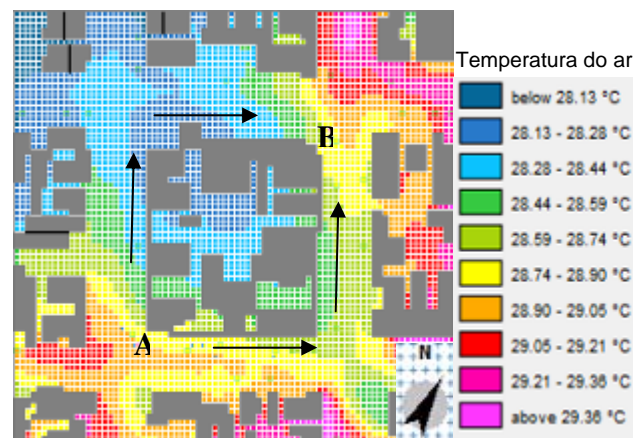 Temperatura do ar
below 28.13 °C
28.13 - 28.28 °C
28.28 - 28.44 °C
28.44 - 28.59 °C
28.59 - 28.74 °C
28.74 - 28.90 °C
28.90 - 29.05 °C
29.05 - 29.21 °C
29.21 - 29.36 °C
above 29.36 °C
B
A
N